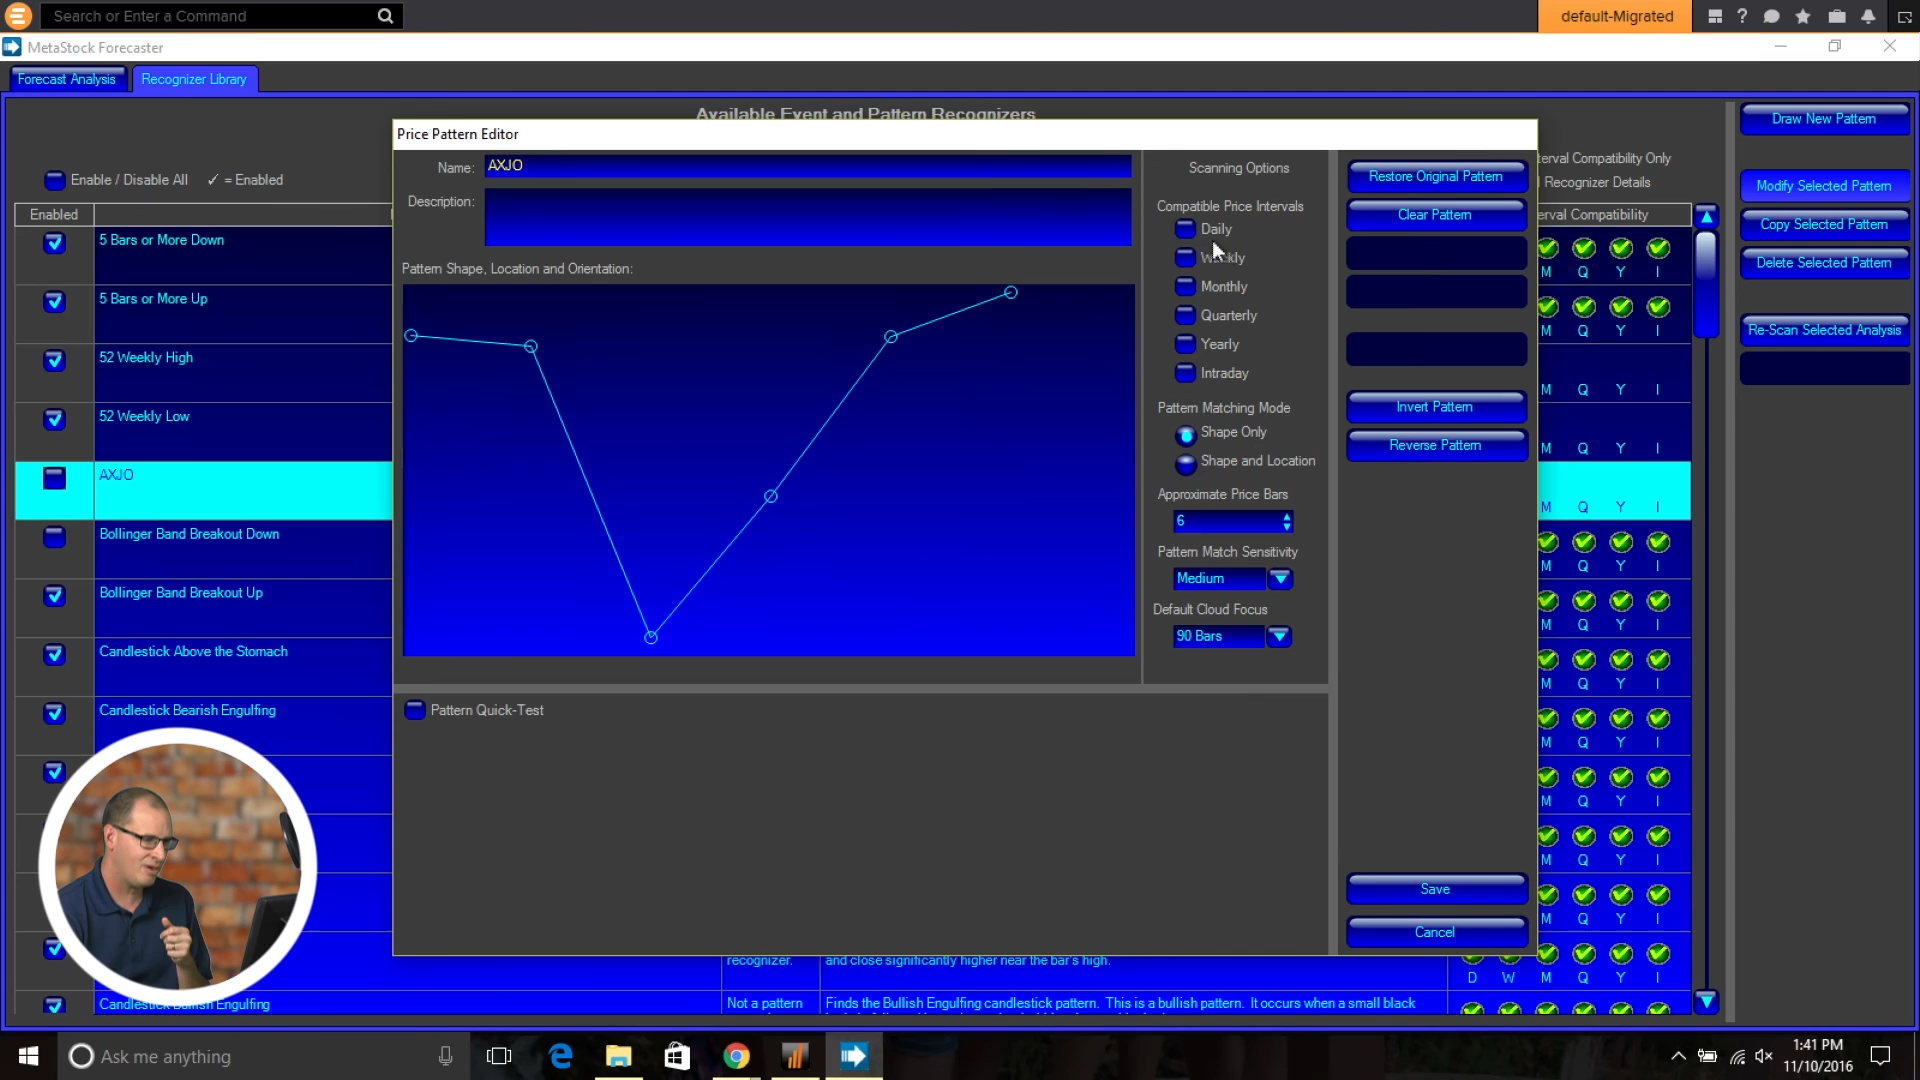 Search or Enter a Command
default-Migrated
?
MetaStock Forecaster
Forecast Analysis
Recognizer Library
Available Event and Pattern Recognizers
Draw New Pattern
Price Pattern Editor
Name:
AXJO
Scanning Options
Restore Original Pattern
Interval Compatibility Only
Enable / Disable All
✓ = Enabled
Recognizer Details
Modify Selected Pattern
Description:
Compatible Price Intervals
Enabled
Clear Pattern
Interval Compatibility
Copy Selected Pattern
Daily
5 Bars or More Down
Weekly
Delete Selected Pattern
Pattern Shape, Location and Orientation:
M Q Y I
Monthly
5 Bars or More Up
Quarterly
M Q Y I
Re-Scan Selected Analysis
Yearly
52 Weekly High
Intraday
M Q Y I
Pattern Matching Mode
Invert Pattern
52 Weekly Low
Shape Only
Reverse Pattern
M Q Y I
Shape and Location
AXJO
Approximate Price Bars
M Q Y I
6
Bollinger Band Breakout Down
Pattern Match Sensitivity
M Q Y I
Medium
Bollinger Band Breakout Up
Default Cloud Focus
M Q Y I
90 Bars
Candlestick Above the Stomach
M Q Y I
Candlestick Bearish Engulfing
Pattern Quick-Test
M Q Y I
M Q Y I
M Q Y I
Save
M Q Y I
Cancel
recognizer.
and close significantly higher near the bar's high.
D W M Q Y I
Candlestick Bullish Engulfing
Not a pattern
Finds the Bullish Engulfing candlestick pattern. This is a bullish pattern. It occurs when a small black
Ask me anything
1:41 PM
11/10/2016